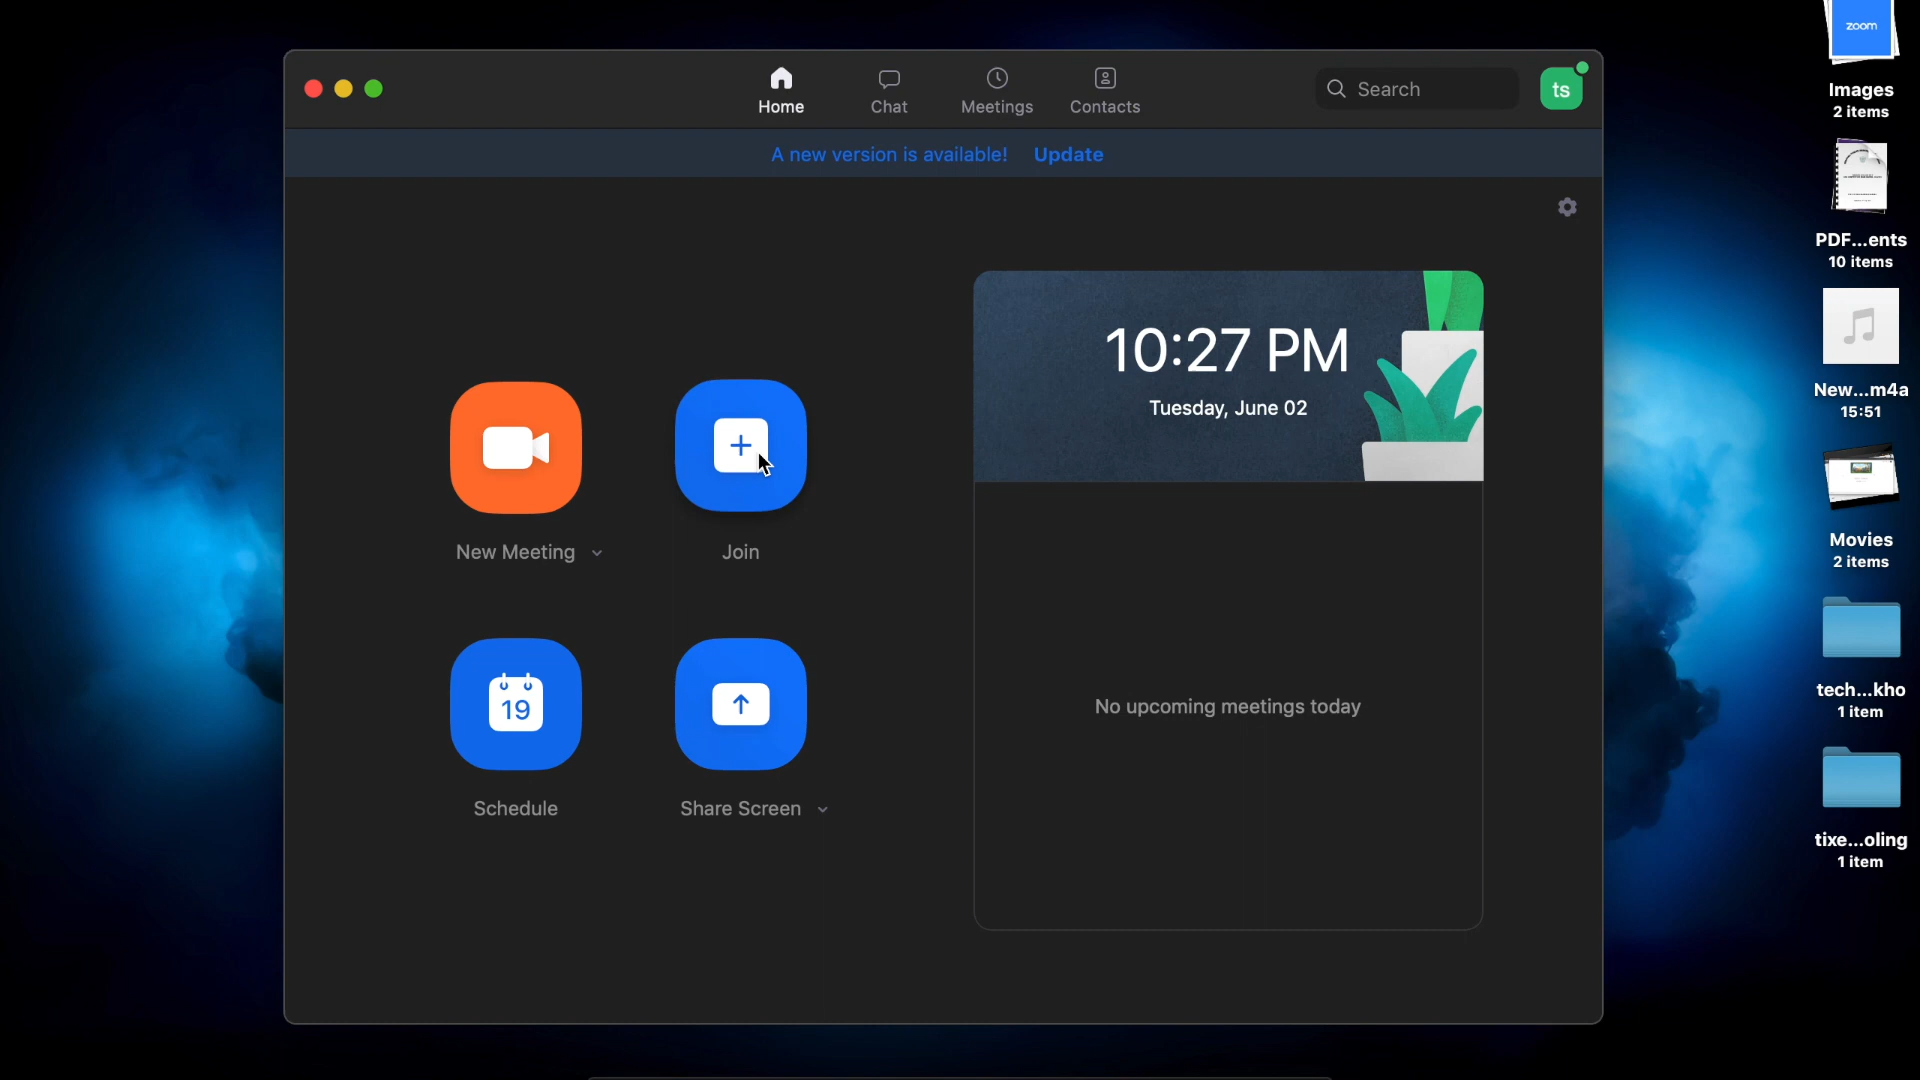 Home
Chat
Meetings
Contacts
Search
ts
A new version is available! Update
10:27 PM
Tuesday, June 02
New Meeting
Join
19
Schedule
Share Screen
No upcoming meetings today
zoom
Images
2 items
PDF...ents
10 items
New...m4a
15:51
Movies
2 items
tech...kho
1 item
tixe...oling
1 item